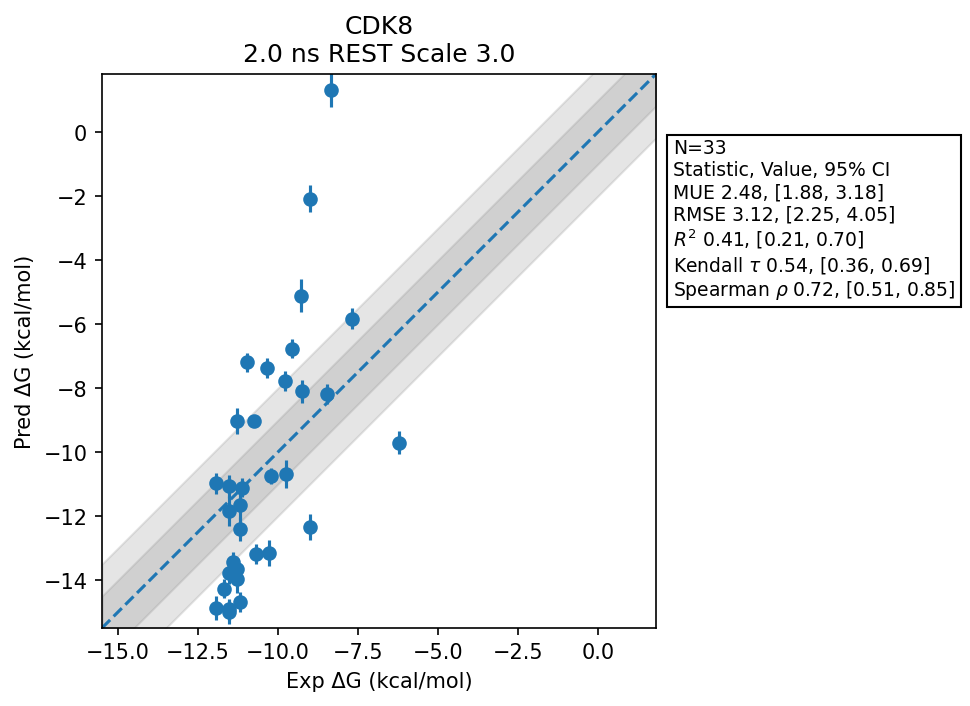 CDK8
2.0 ns REST Scale 3.0
Pred ΔG (kcal/mol)
0
−2
−4
−6
−8
−10
−12
−14
−15.0 −12.5 −10.0 −7.5 −5.0 −2.5 0.0
Exp ΔG (kcal/mol)
N=33
Statistic, Value, 95% CI
MUE 2.48, [1.88, 3.18]
RMSE 3.12, [2.25, 4.05]
R² 0.41, [0.21, 0.70]
Kendall τ 0.54, [0.36, 0.69]
Spearman ρ 0.72, [0.51, 0.85]